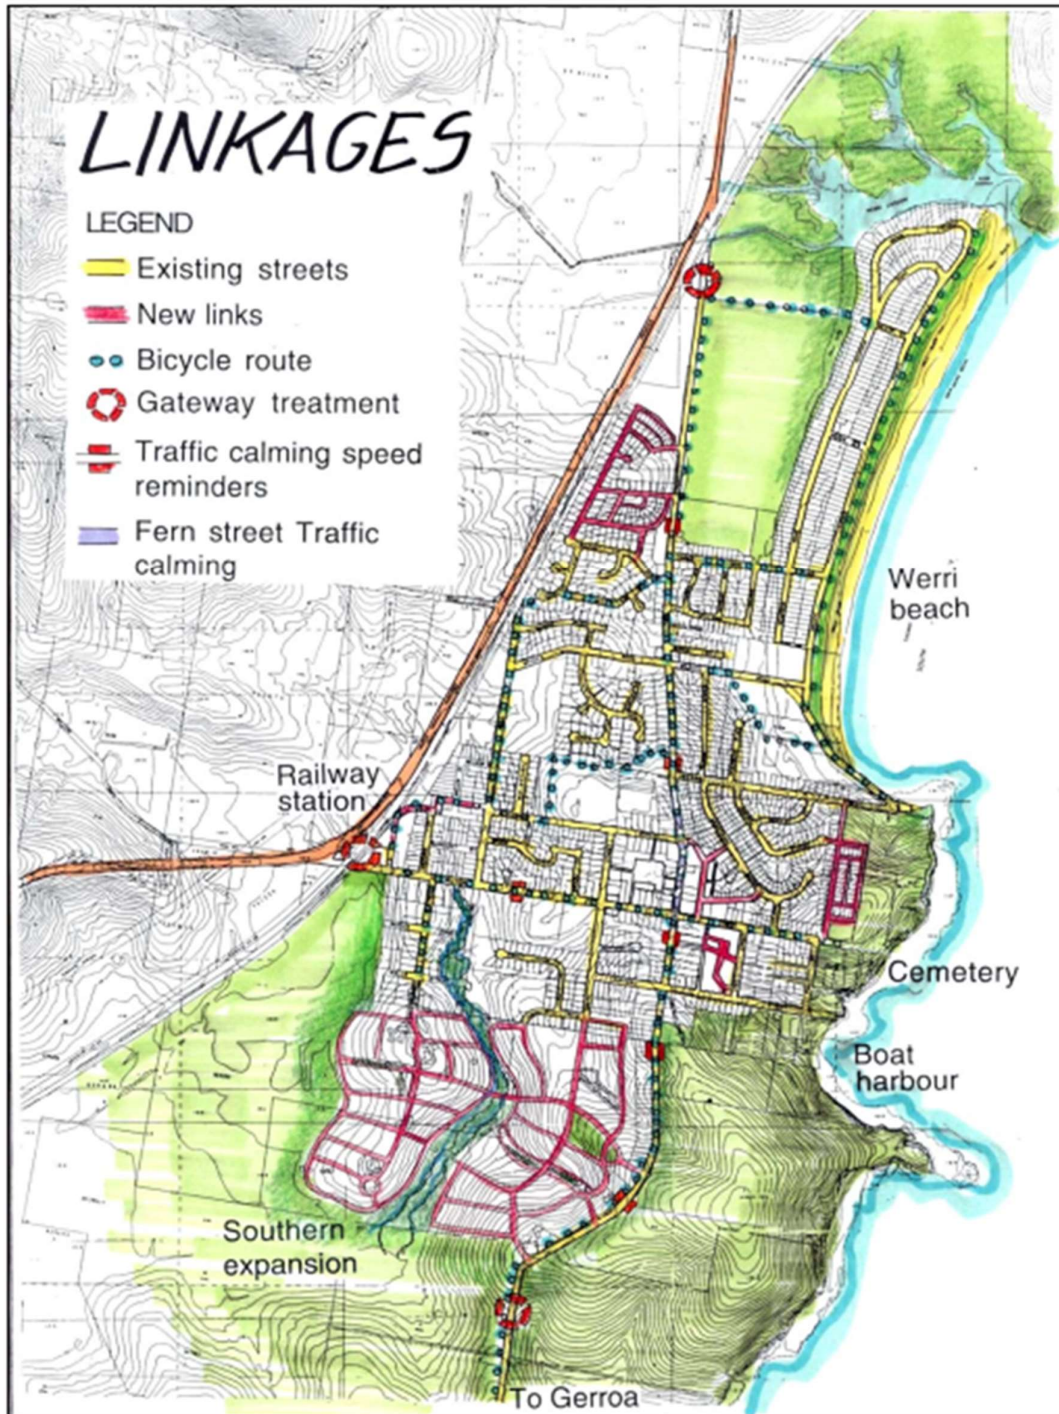 LINKAGES
LEGEND
Existing streets
New links
Bicycle route
Gateway treatment
Traffic calming speed
reminders
Fern street Traffic
calming
Werri
beach
Railway
station
Cemetery
Boat
harbour
Southern
expansion
To Gerroa